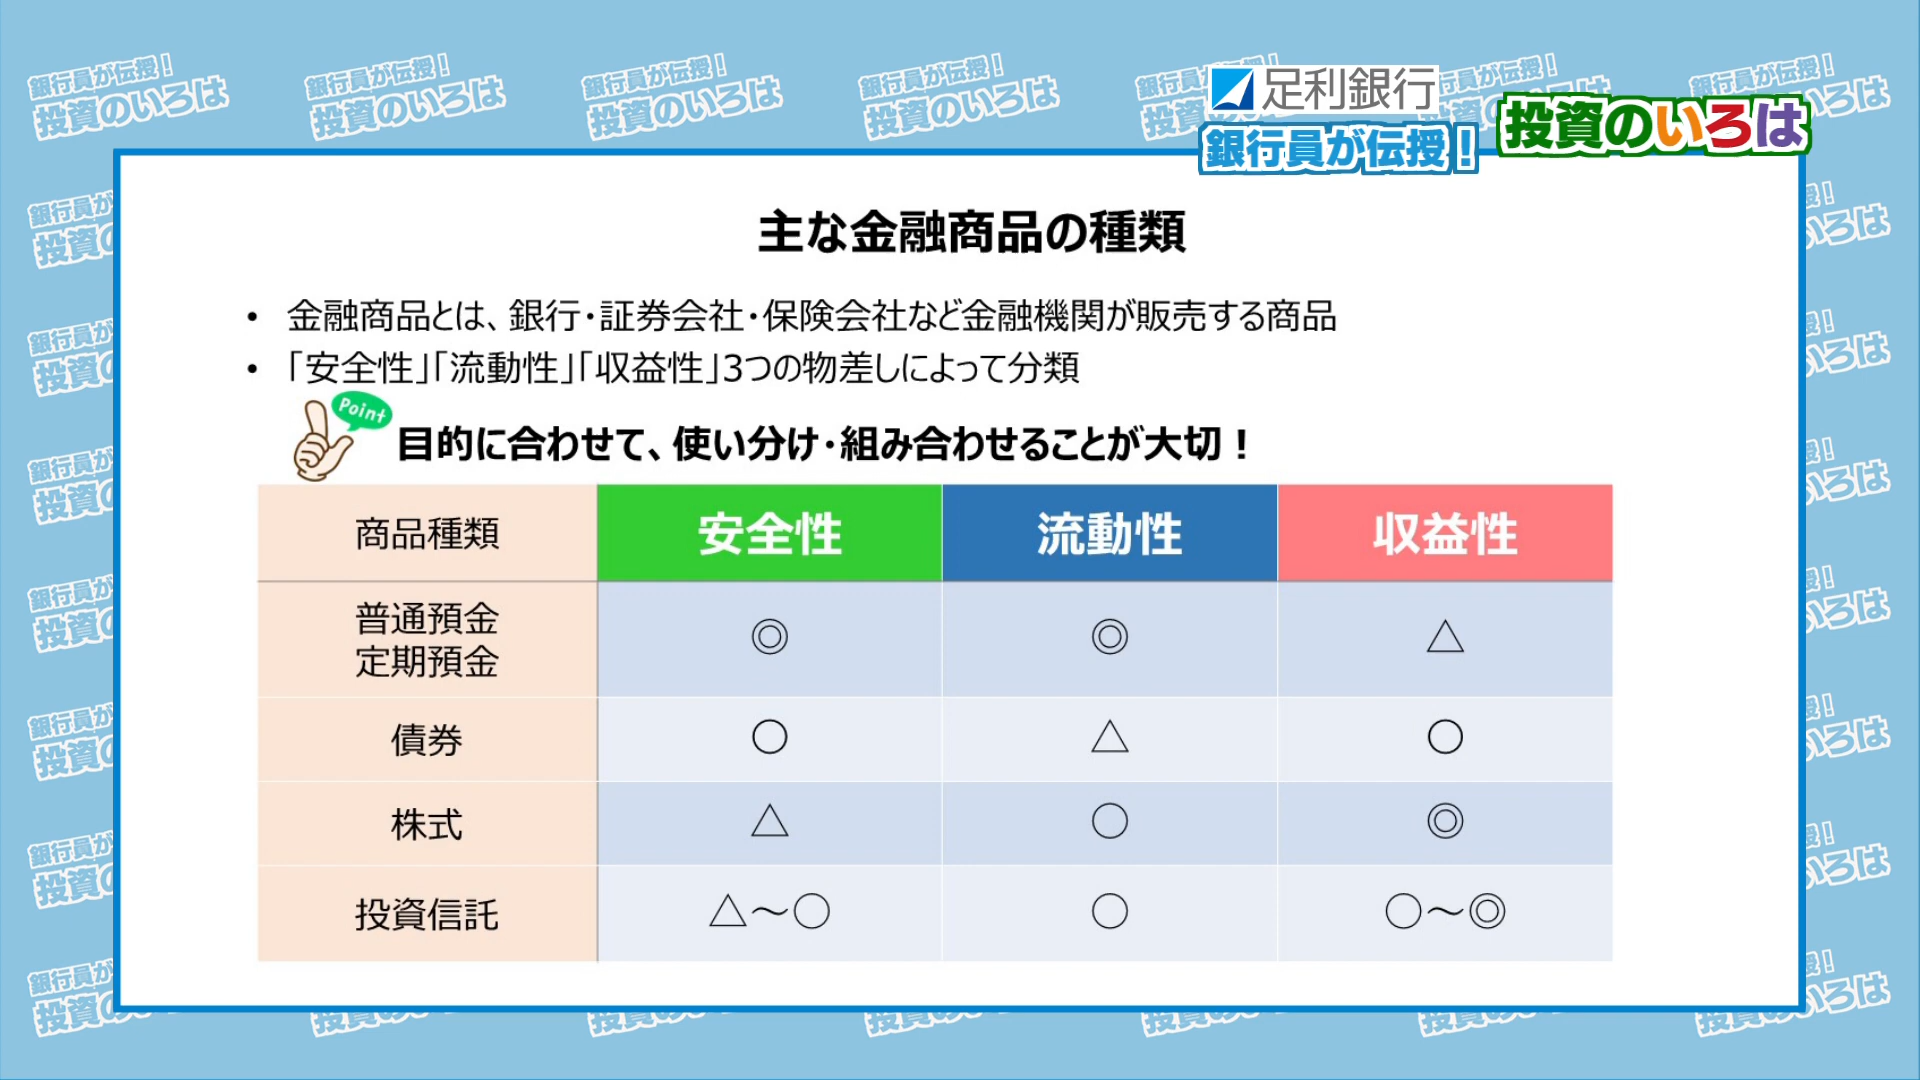 足利銀行
銀行員が伝授！
投資のいろは
主な金融商品の種類
• 金融商品とは、銀行・証券会社・保険会社など金融機関が販売する商品
• 「安全性」「流動性」「収益性」3つの物差しによって分類
Point
目的に合わせて、使い分け・組み合わせることが大切！
商品種類 安全性 流動性 収益性
普通預金
定期預金 ◎ ◎ △
債券 ○ △ ○
株式 △ ○ ◎
投資信託 △～○ ○ ○～◎